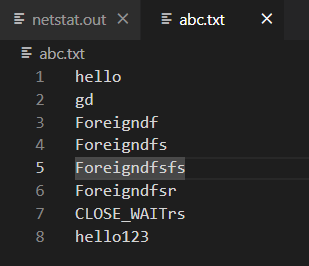 netstat.out
abc.txt
abc.txt
1 hello
2 gd
3 Foreigndf
4 Foreigndfs
5 Foreigndfsfs
6 Foreigndfsr
7 CLOSE_WAITrs
8 hello123